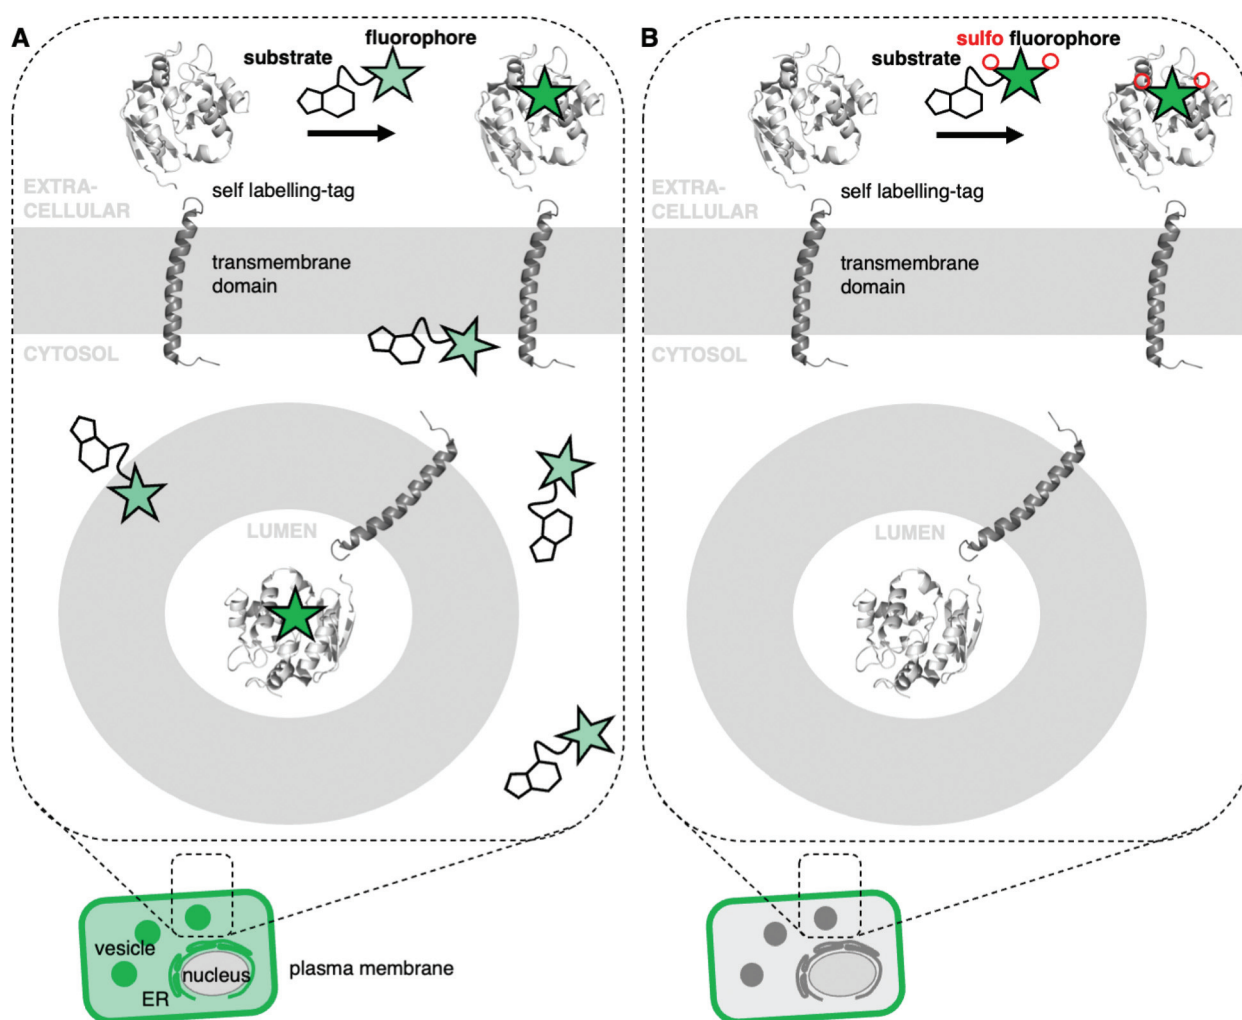 A
substrate
fluorophore
EXTRA-
CELLULAR
self labelling-tag
transmembrane
domain
CYTOSOL
LUMEN
vesicle
nucleus
ER
plasma membrane
B
sulfo fluorophore
substrate
EXTRA-
CELLULAR
self labelling-tag
transmembrane
domain
CYTOSOL
LUMEN